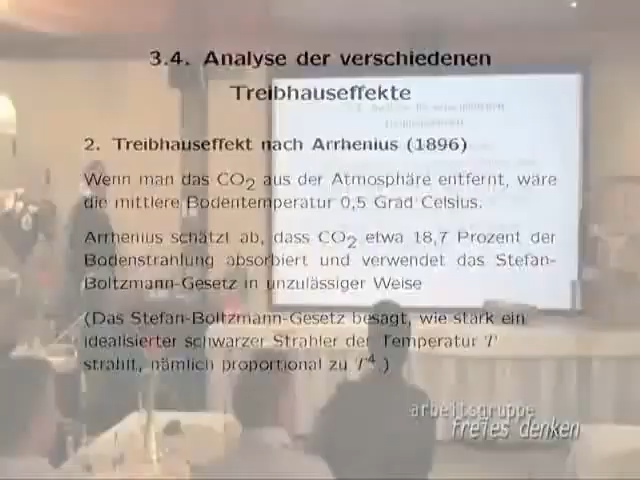 3.4. Analyse der verschiedenen
Treibhauseffekte
2. Treibhauseffekt nach Arrhenius (1896)
Wenn man das CO₂ aus der Atmosphäre entfernt, wäre
die mittlere Bodentemperatur 0,5 Grad Celsius.
Arrhenius schätzt ab, dass CO₂ etwa 18,7 Prozent der
Bodenstrahlung absorbiert und verwendet das Stefan-
Boltzmann-Gesetz in unzulässiger Weise
(Das Stefan-Boltzmann-Gesetz besagt, wie stark ein
idealisierter schwarzer Strahler der Temperatur T
strahlt, nämlich proportional zu T⁴.)
arbeitsgruppe
freies denken